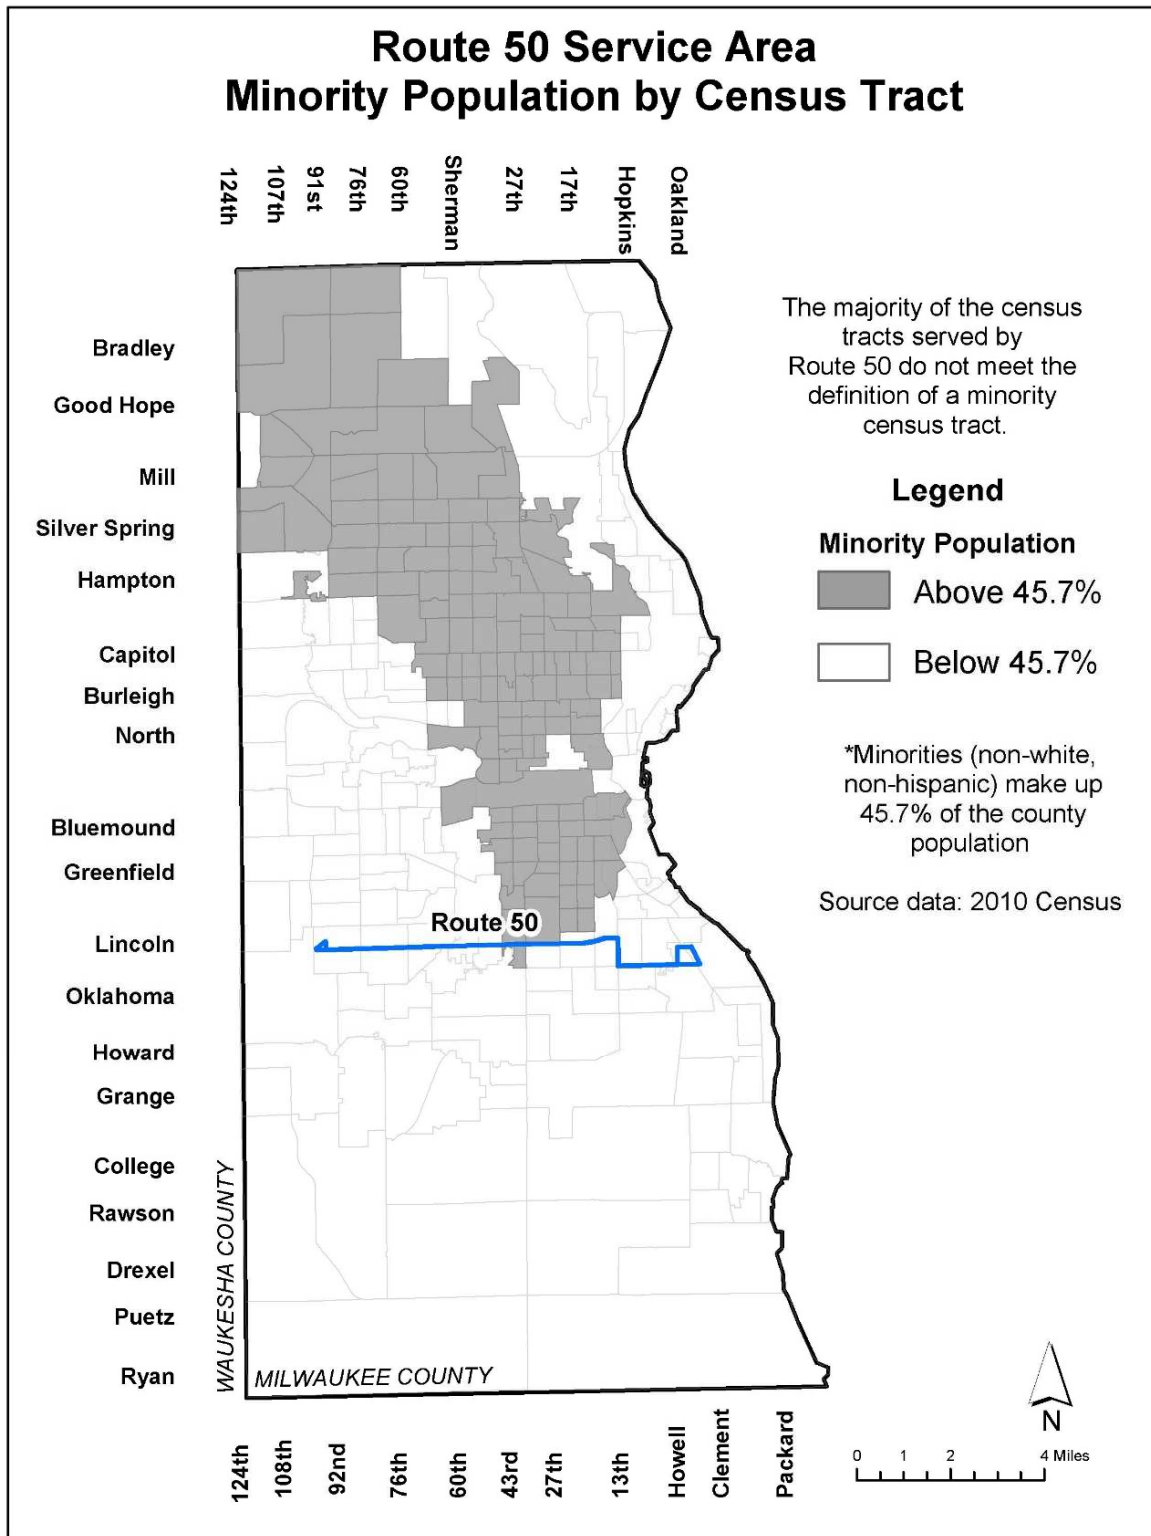 Route 50 Service Area
Minority Population by Census Tract
124th
107th
91st
76th
60th
Sherman
27th
17th
Hopkins
Oakland
Bradley
Good Hope
Mill
Silver Spring
Hampton
Capitol
Burleigh
North
Bluemound
Greenfield
Lincoln
Oklahoma
Howard
Grange
College
Rawson
Drexel
Puetz
Ryan
Route 50
WAUKESHA COUNTY
MILWAUKEE COUNTY
The majority of the census
tracts served by
Route 50 do not meet the
definition of a minority
census tract.
Legend
Minority Population
Above 45.7%
Below 45.7%
*Minorities (non-white,
non-hispanic) make up
45.7% of the county
population
Source data: 2010 Census
N
0 1 2 4 Miles
124th
108th
92nd
76th
60th
43rd
27th
13th
Howell
Clement
Packard